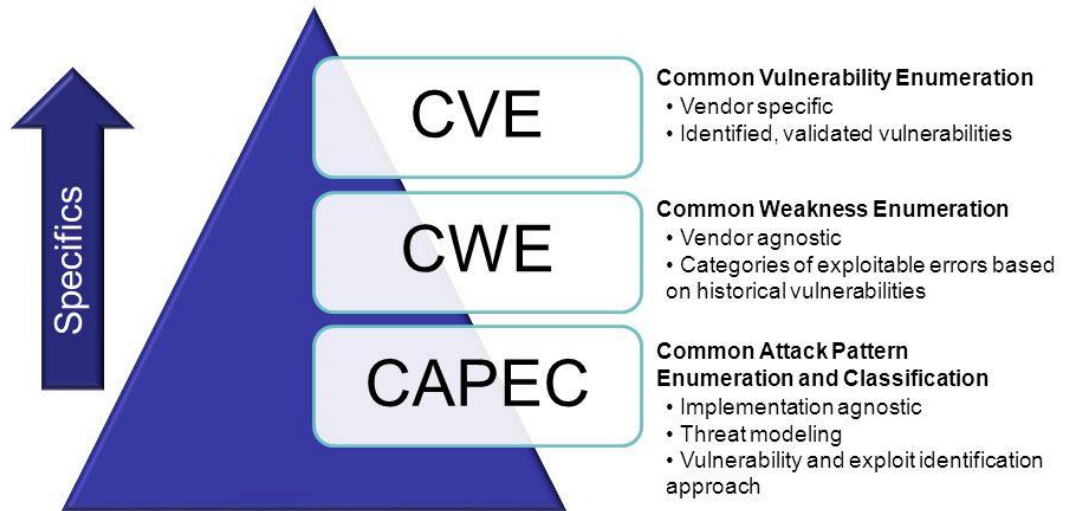 Specifics
CVE
Common Vulnerability Enumeration
• Vendor specific
• Identified, validated vulnerabilities
CWE
Common Weakness Enumeration
• Vendor agnostic
• Categories of exploitable errors based
on historical vulnerabilities
CAPEC
Common Attack Pattern
Enumeration and Classification
• Implementation agnostic
• Threat modeling
• Vulnerability and exploit identification
approach